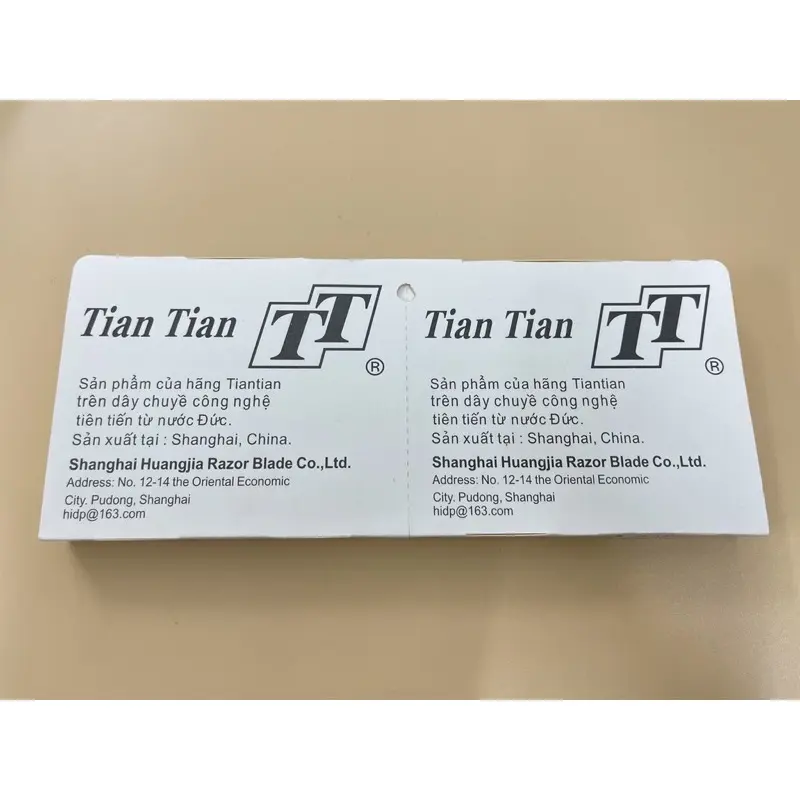 Tian Tian TT ®
Sản phẩm của hãng Tiantian
trên dây chuyề công nghệ
tiên tiến từ nước Đức.
Sản xuất tại : Shanghai, China.
Shanghai Huangjia Razor Blade Co.,Ltd.
Address: No. 12-14 the Oriental Economic
City. Pudong, Shanghai
hidp@163.com
Tian Tian TT ®
Sản phẩm của hãng Tiantian
trên dây chuyề công nghệ
tiên tiến từ nước Đức.
Sản xuất tại : Shanghai, China.
Shanghai Huangjia Razor Blade Co.,Ltd.
Address: No. 12-14 the Oriental Economic
City. Pudong, Shanghai
hidp@163.com